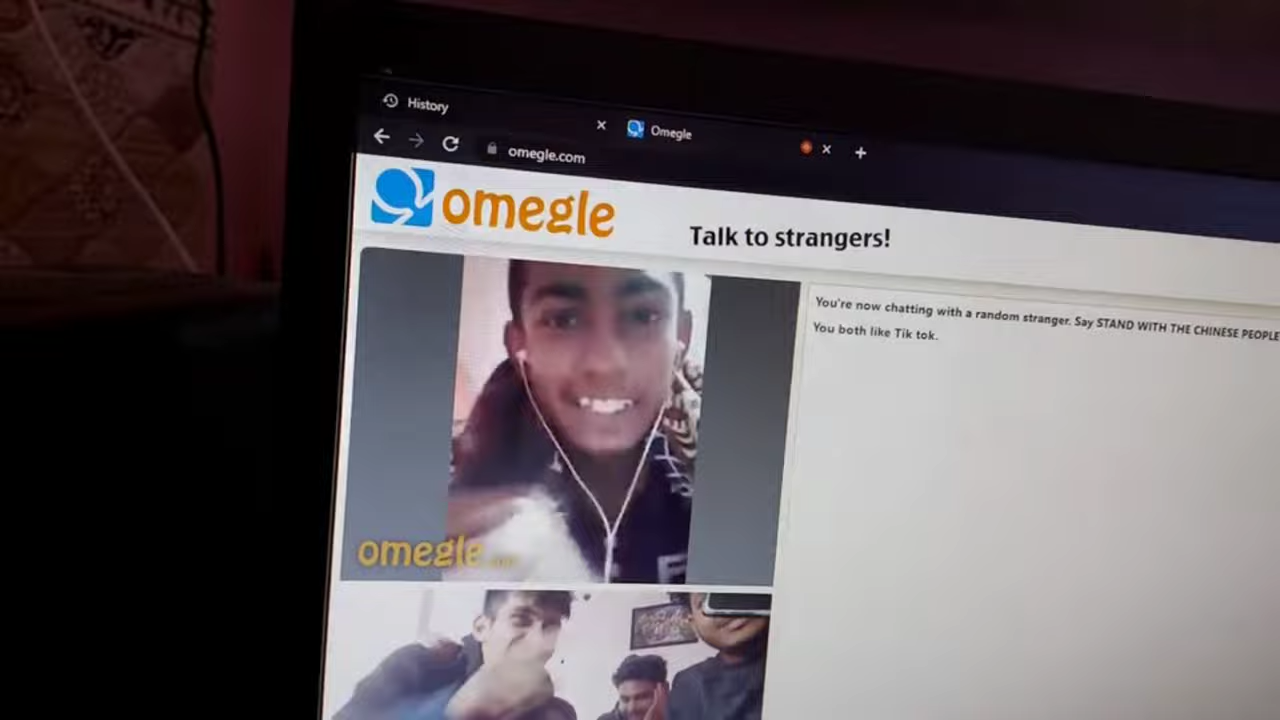 History
Omegle
omegle.com
omegle
Talk to strangers!
You're now chatting with a random stranger. Say STAND WITH THE CHINESE PEOPLE
You both like Tik tok.
omegle